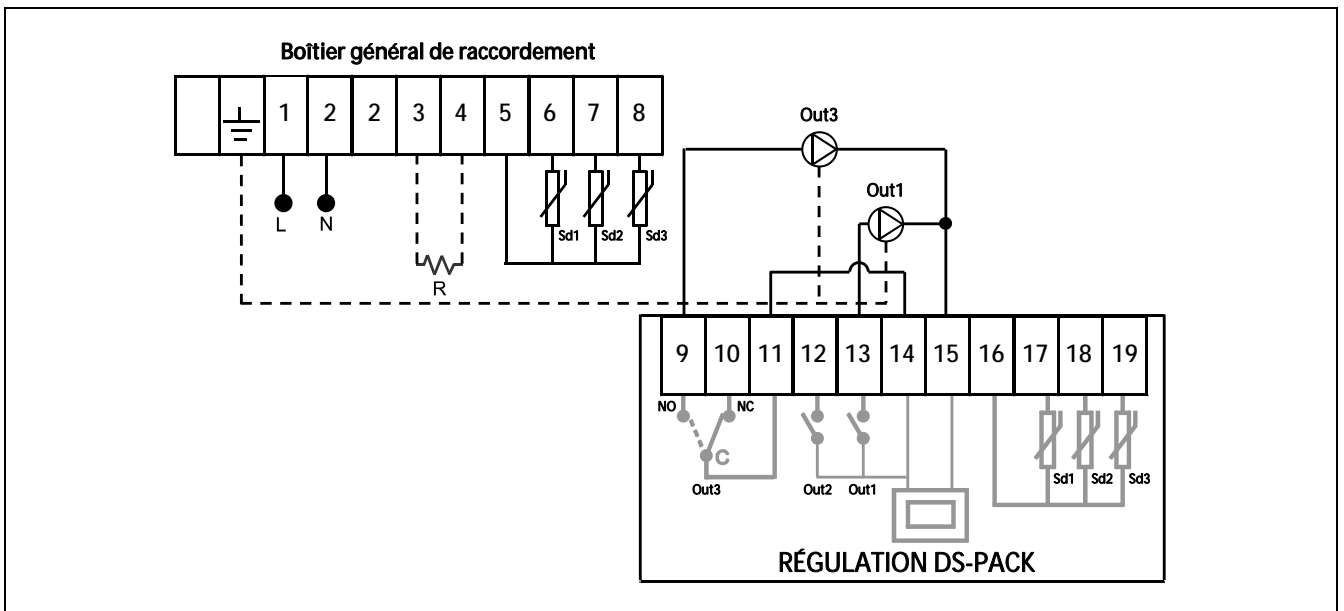 Boîtier général de raccordement
1 2 2 3 4 5 6 7 8
L N
R
Sd1 Sd2 Sd3
Out3
Out1
9 10 11 12 13 14 15 16 17 18 19
NO NC
C
Out3 Out2 Out1
Sd1 Sd2 Sd3
RÉGULATION DS-PACK